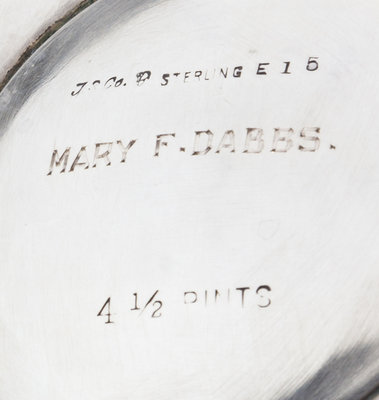 J.S.Co. P STERLING E 15
MARY F. DABBS.
4 1/2 PINTS